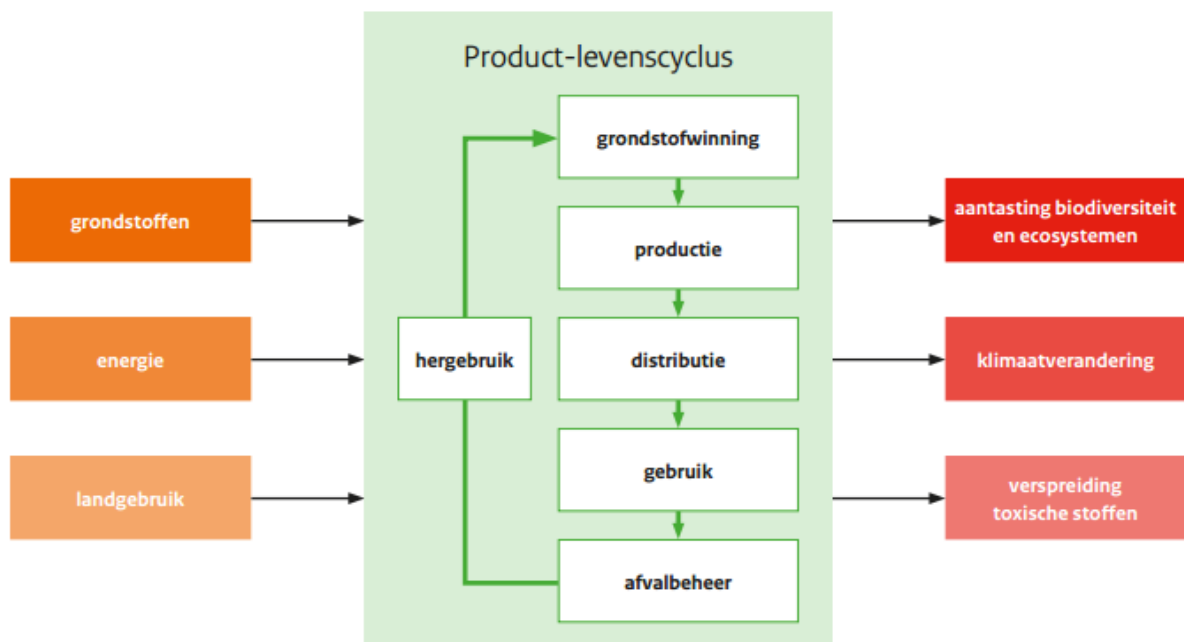 Product-levenscyclus
grondstoffen
energie
landgebruik
grondstofwinning
productie
hergebruik
distributie
gebruik
afvalbeheer
aantasting biodiversiteit
en ecosystemen
klimaatverandering
verspreiding
toxische stoffen